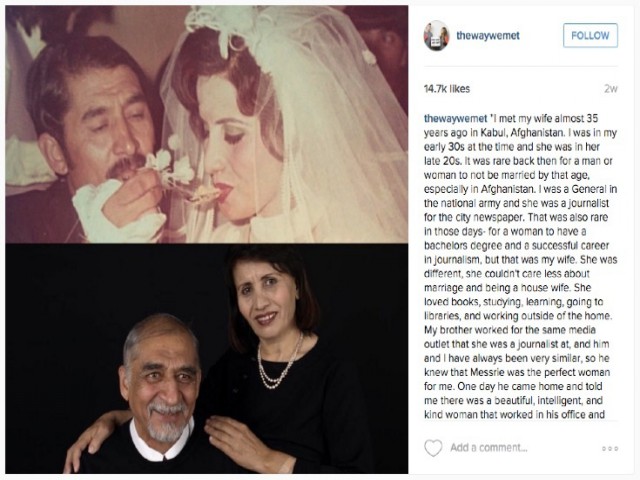 thewaywemet
FOLLOW
14.7k likes
2w
thewaywemet "I met my wife almost 35
years ago in Kabul, Afghanistan. I was in my
early 30s at the time and she was in her
late 20s. It was rare back then for a man or
woman to not be married by that age,
especially in Afghanistan. I was a General in
the national army and she was a journalist
for the city newspaper. That was also rare
in those days- for a woman to have a
bachelors degree and a successful career
in journalism, but that was my wife. She was
different, she couldn't care less about
marriage and being a house wife. She
loved books, studying, learning, going to
libraries, and working outside of the home.
My brother worked for the same media
outlet that she was a journalist at, and him
and I have always been very similar, so he
knew that Messrie was the perfect woman
for me. One day he came home and told
me there was a beautiful, intelligent, and
kind woman that worked in his office and
Add a comment...